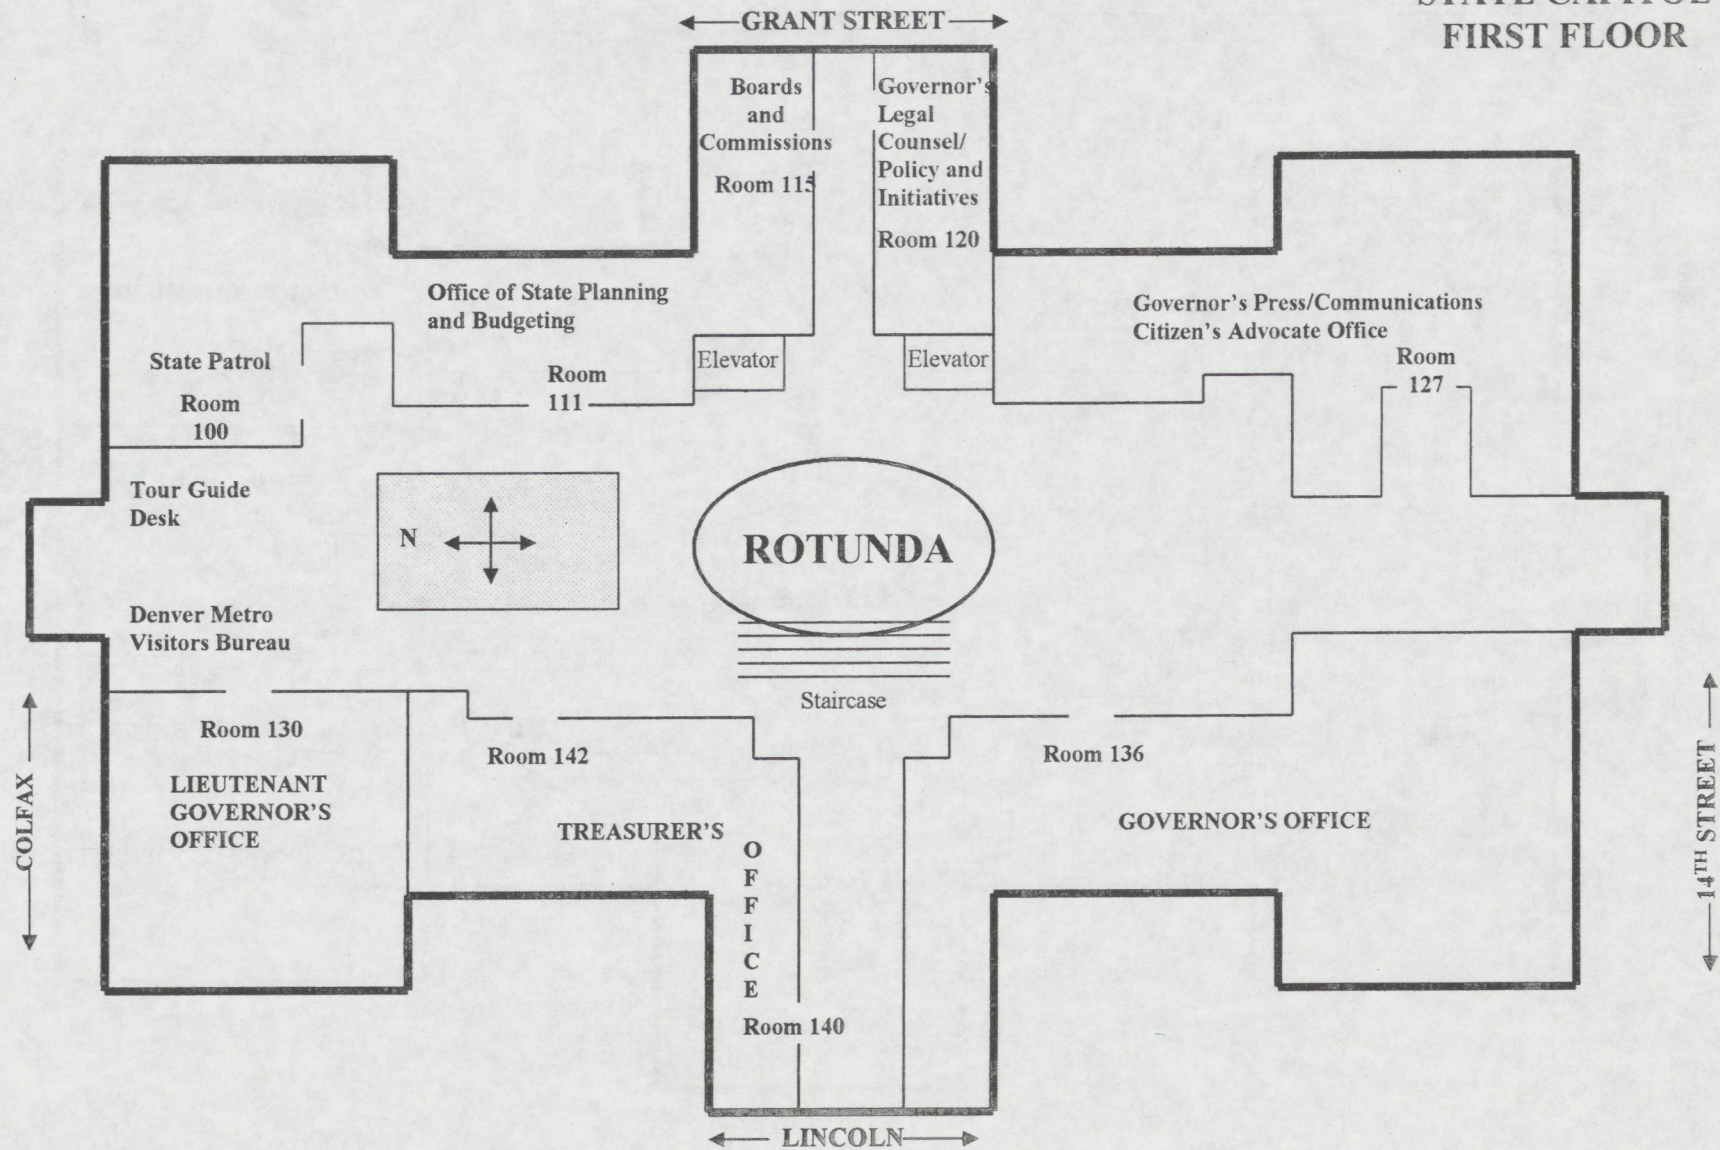 STATE CAPITOL
FIRST FLOOR
GRANT STREET
Boards
and
Commissions
Room 115
Governor's
Legal
Counsel/
Policy and
Initiatives
Room 120
Office of State Planning
and Budgeting
Governor's Press/Communications
Citizen's Advocate Office
State Patrol
Room
100
Room
111
Elevator
Elevator
Room
127
Tour Guide
Desk
N
ROTUNDA
Denver Metro
Visitors Bureau
Staircase
Room 130
Room 142
Room 136
LIEUTENANT
GOVERNOR'S
OFFICE
TREASURER'S
OFFICE
Room 140
GOVERNOR'S OFFICE
COLFAX
14TH STREET
LINCOLN